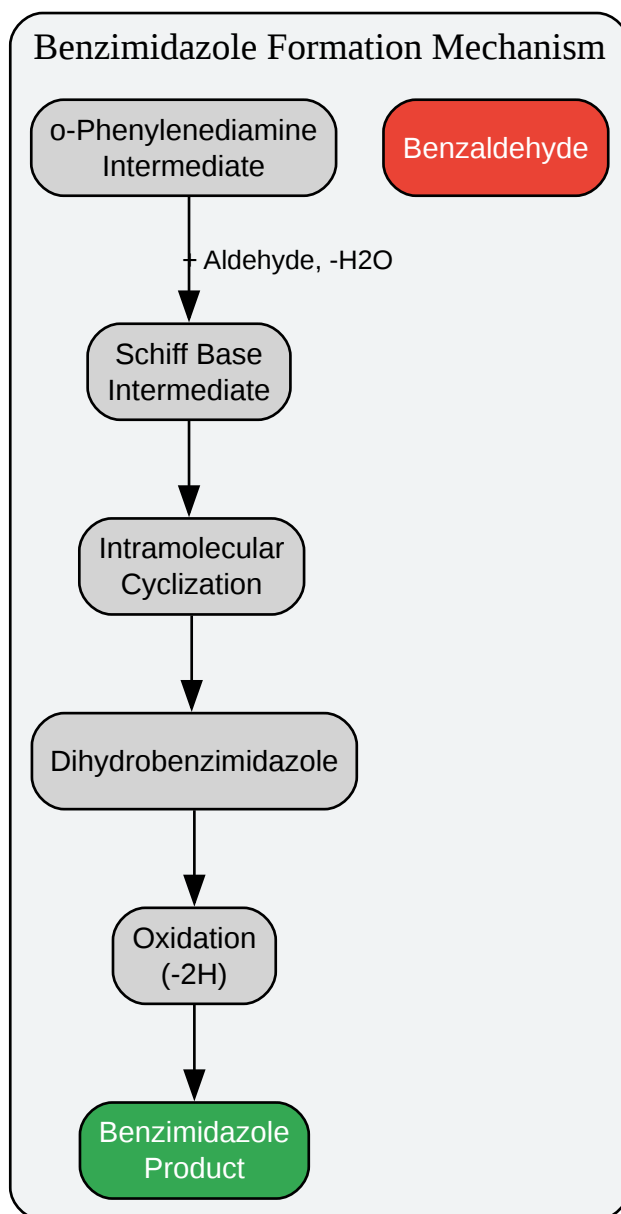 Benzimidazole Formation Mechanism
o-Phenylenediamine
Intermediate
Benzaldehyde
+ Aldehyde, -H2O
Schiff Base
Intermediate
Intramolecular
Cyclization
Dihydrobenzimidazole
Oxidation
(-2H)
Benzimidazole
Product